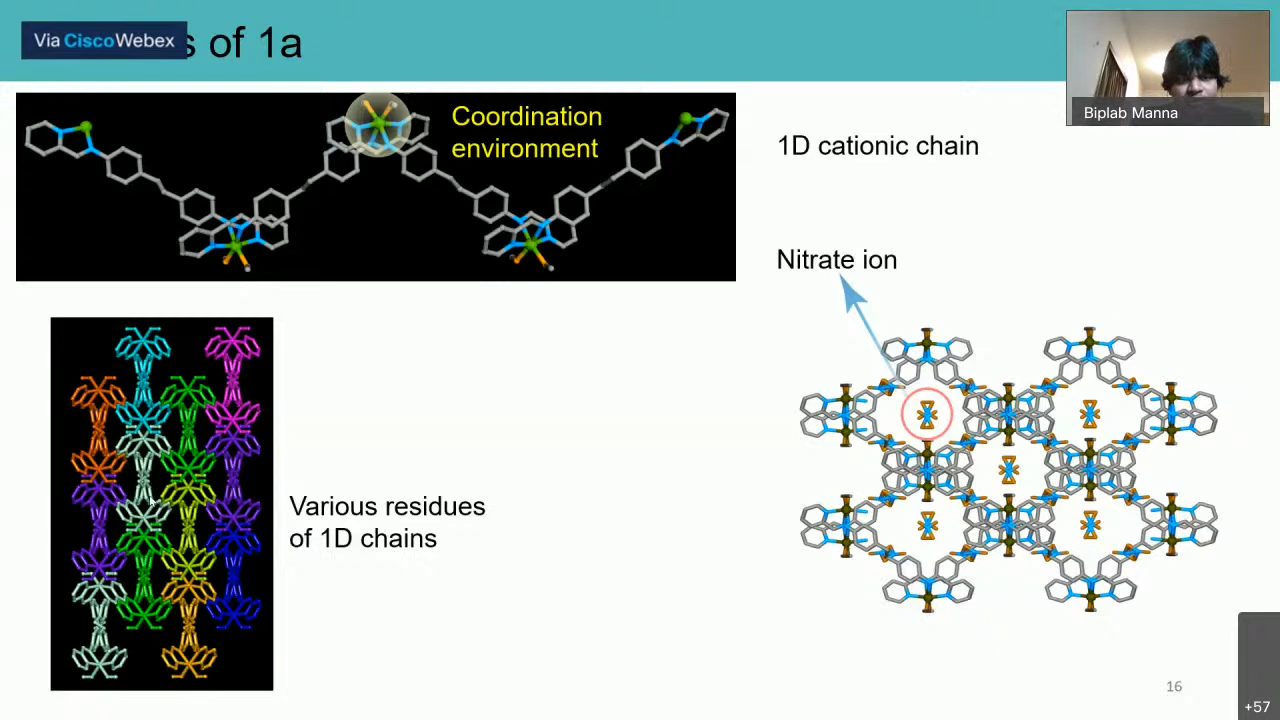 Via Cisco Webex
s of 1a
Biplab Manna
Coordination
environment
1D cationic chain
Nitrate ion
Various residues
of 1D chains
16
+57